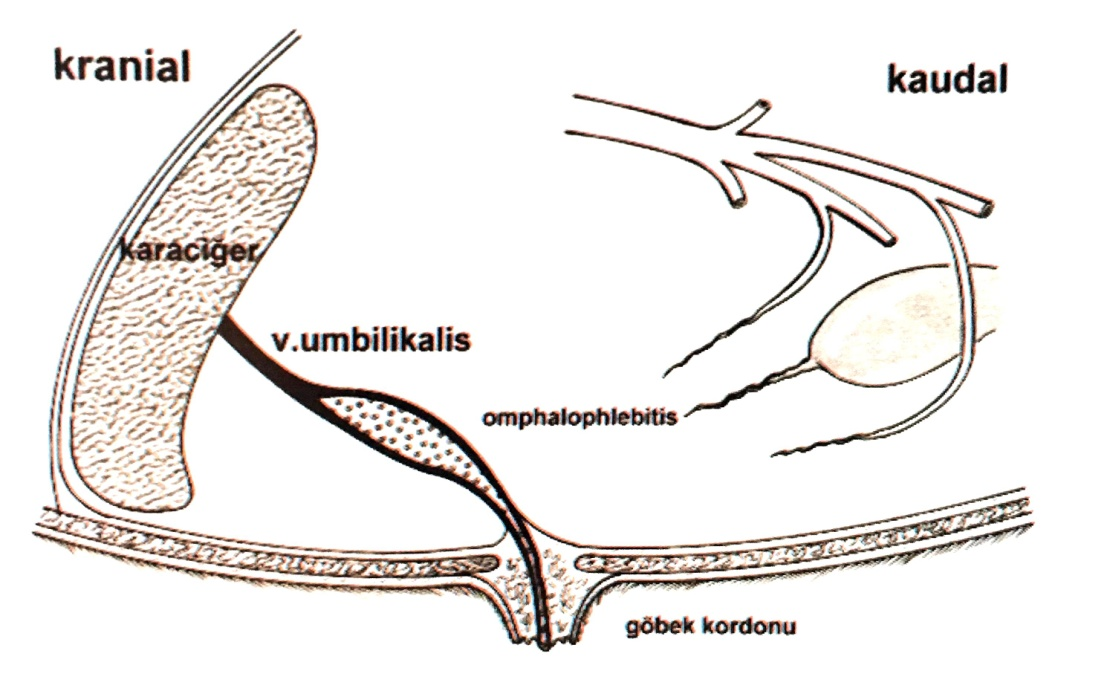 kranial
kaudal
karaciğer
v.umbilikalis
omphalophlebitis
göbek kordonu